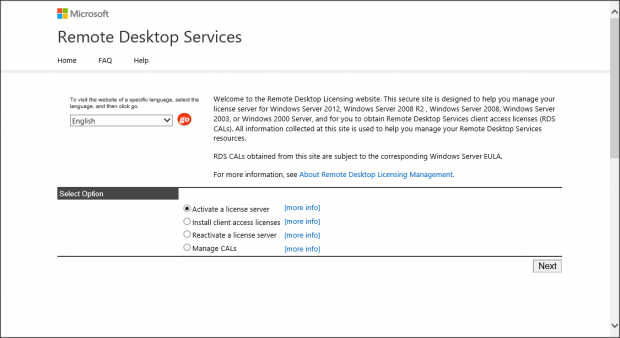 Microsoft
Remote Desktop Services
Home FAQ Help
To visit the website of a specific language, select the
language, and then click go.
English go
Welcome to the Remote Desktop Licensing website. This secure site is designed to help you manage your
license server for Windows Server 2012, Windows Server 2008 R2 , Windows Server 2008, Windows Server
2003, or Windows 2000 Server, and for you to obtain Remote Desktop Services client access licenses (RDS
CALs). All information collected at this site is used to help you manage your Remote Desktop Services
resources.
RDS CALs obtained from this site are subject to the corresponding Windows Server EULA.
For more information, see About Remote Desktop Licensing Management.
Select Option
Activate a license server [more info]
Install client access licenses [more info]
Reactivate a license server [more info]
Manage CALs [more info]
Next